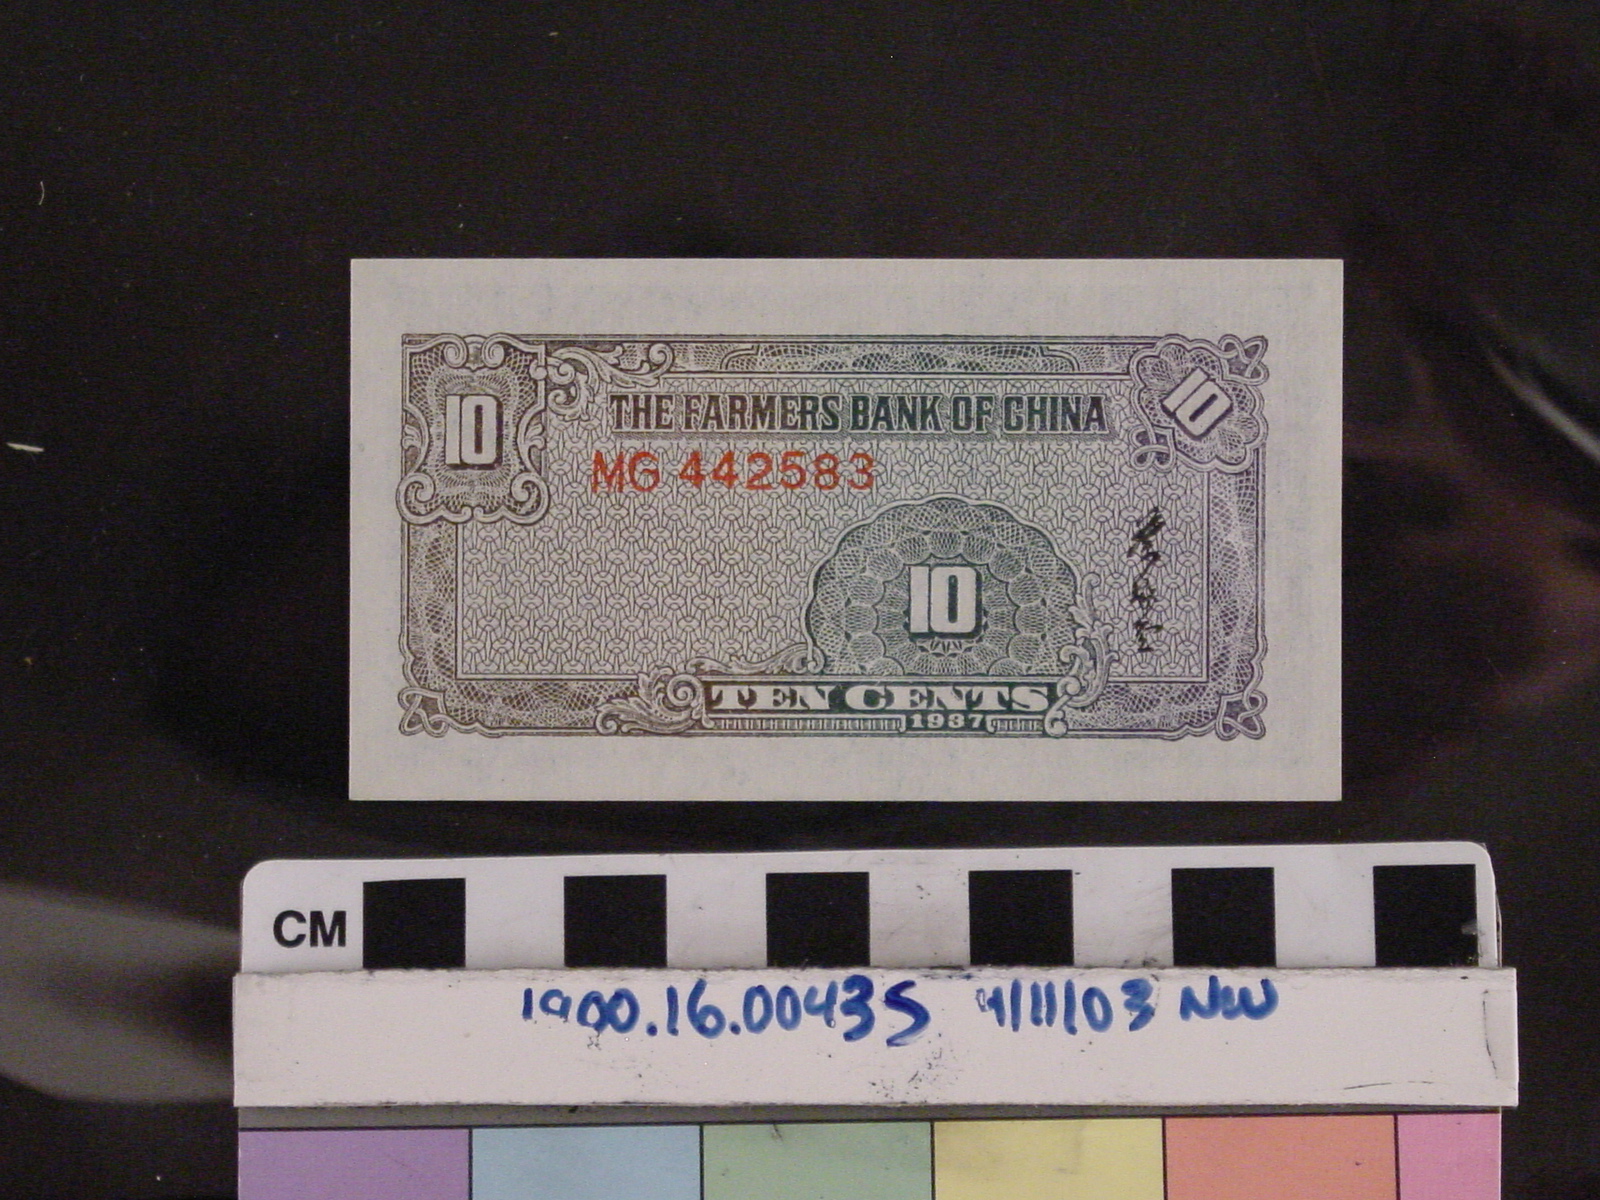 10
10
THE FARMERS BANK OF CHINA
MG 442583
10
TEN CENTS
1937
CM
1900.16.00435 4/11/03 NW